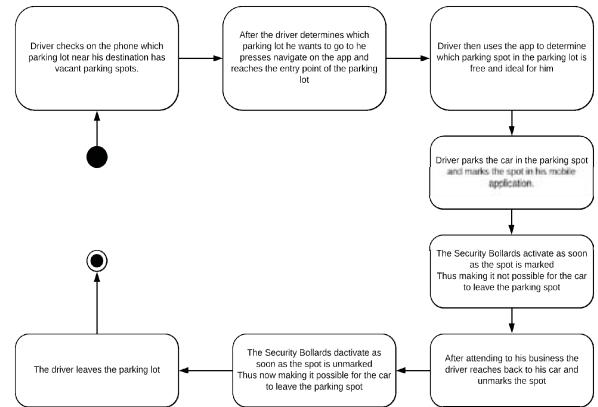 Driver checks on the phone which
parking lot near his destination has
vacant parking spots.
After the driver determines which
parking lot he wants to go to he
presses navigate on the app and
reaches the entry point of the parking
lot
Driver then uses the app to determine
which parking spot in the parking lot is
free and ideal for him
Driver parks the car in the parking spot
and marks the spot in his mobile
application.
The Security Bollards activate as soon
as the spot is marked
Thus making it not possible for the car
to leave the parking spot
After attending to his business the
driver reaches back to his car and
unmarks the spot
The Security Bollards dactivate as
soon as the spot is unmarked
Thus now making it possible for the car
to leave the parking spot
The driver leaves the parking lot